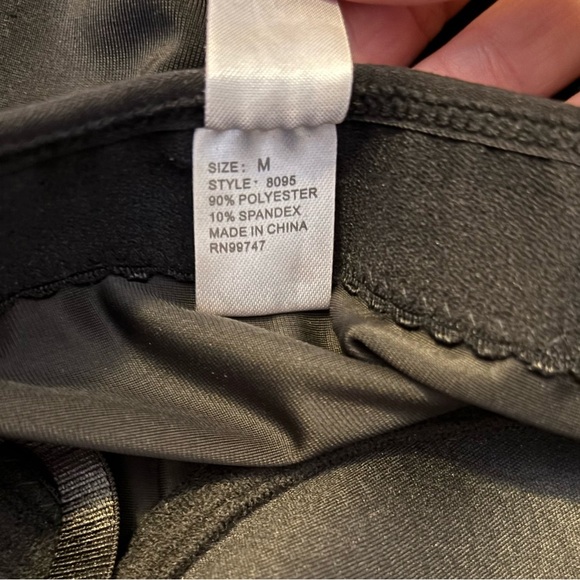 SIZE: M
STYLE: 8095
90% POLYESTER
10% SPANDEX
MADE IN CHINA
RN99747